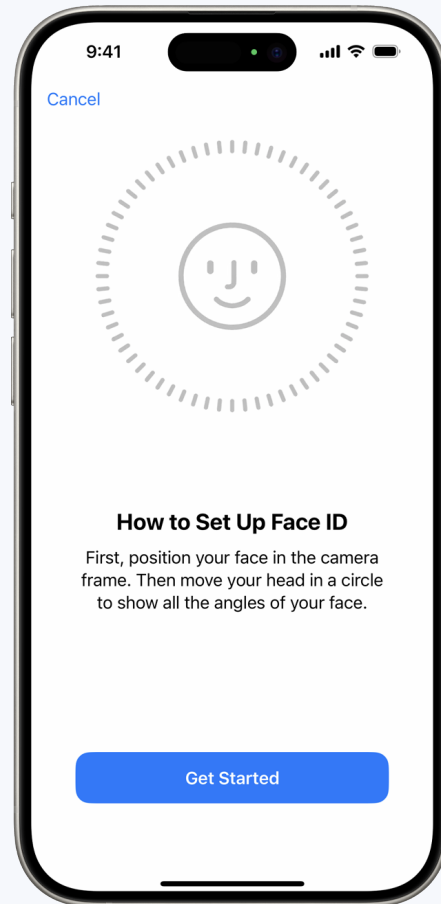 9:41
Cancel
How to Set Up Face ID
First, position your face in the camera
frame. Then move your head in a circle
to show all the angles of your face.
Get Started